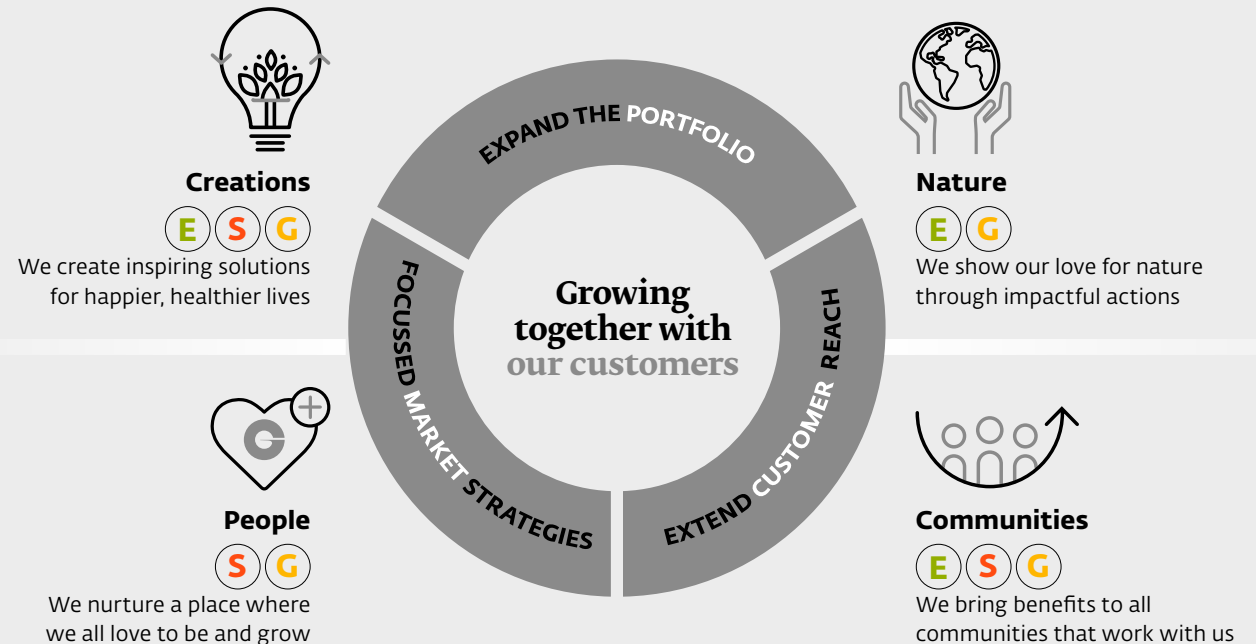 EXPAND THE PORTFOLIO
Creations
E S G
We create inspiring solutions
for happier, healthier lives
Nature
E G
We show our love for nature
through impactful actions
FOCUSSED MARKET STRATEGIES
Growing
together with
our customers
EXTEND CUSTOMER REACH
People
S G
We nurture a place where
we all love to be and grow
Communities
E S G
We bring benefits to all
communities that work with us